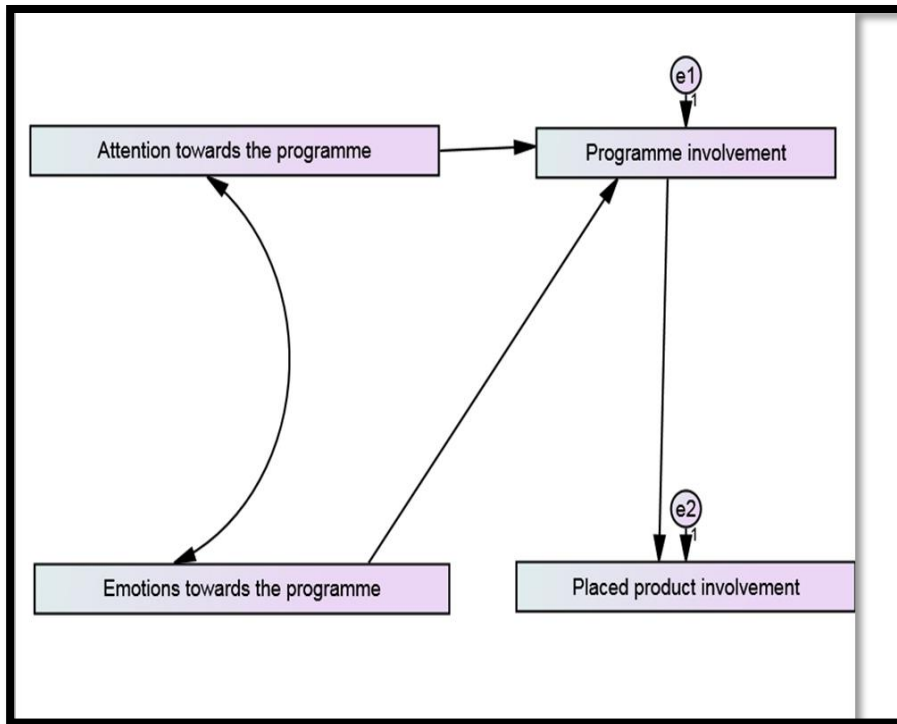 e1
1
Attention towards the programme
Programme involvement
e2
1
Emotions towards the programme
Placed product involvement